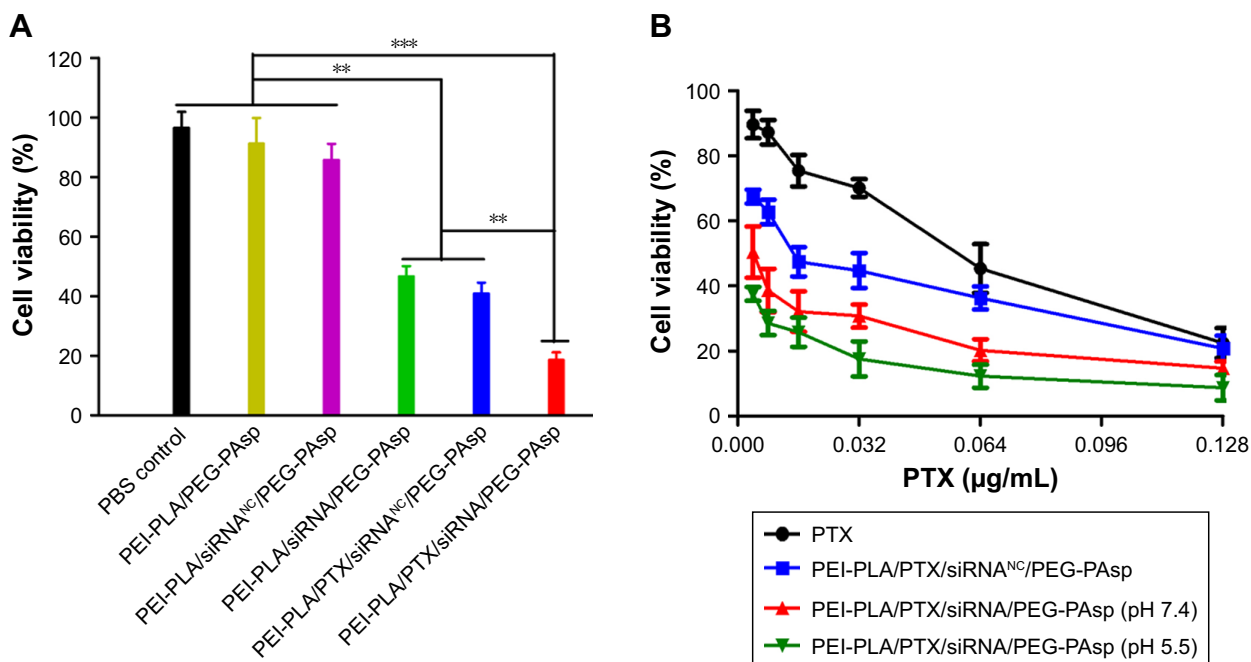 A
Cell viability (%)
120
100
80
60
40
20
0
***
**
**
PBS control
PEI-PLA/PEG-PAsp
PEI-PLA/siRNA^NC/PEG-PAsp
PEI-PLA/siRNA/PEG-PAsp
PEI-PLA/PTX/siRNA^NC/PEG-PAsp
PEI-PLA/PTX/siRNA/PEG-PAsp
B
Cell viability (%)
100
80
60
40
20
0
0.000 0.032 0.064 0.096 0.128
PTX (µg/mL)
PTX
PEI-PLA/PTX/siRNA^NC/PEG-PAsp
PEI-PLA/PTX/siRNA/PEG-PAsp (pH 7.4)
PEI-PLA/PTX/siRNA/PEG-PAsp (pH 5.5)